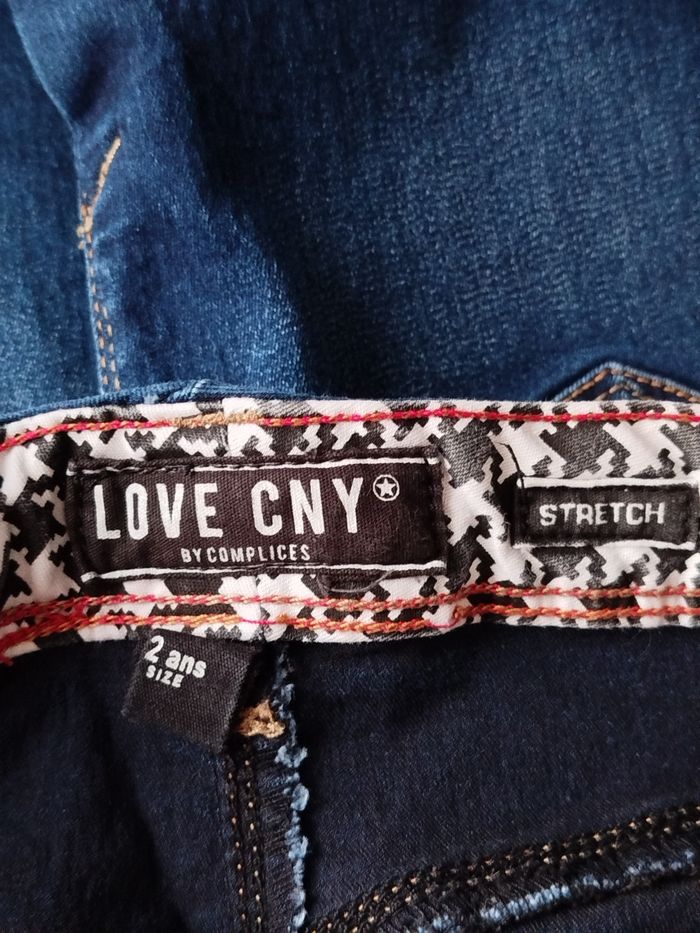 LOVE CNY
BY COMPLICES
STRETCH
2 ans
SIZE